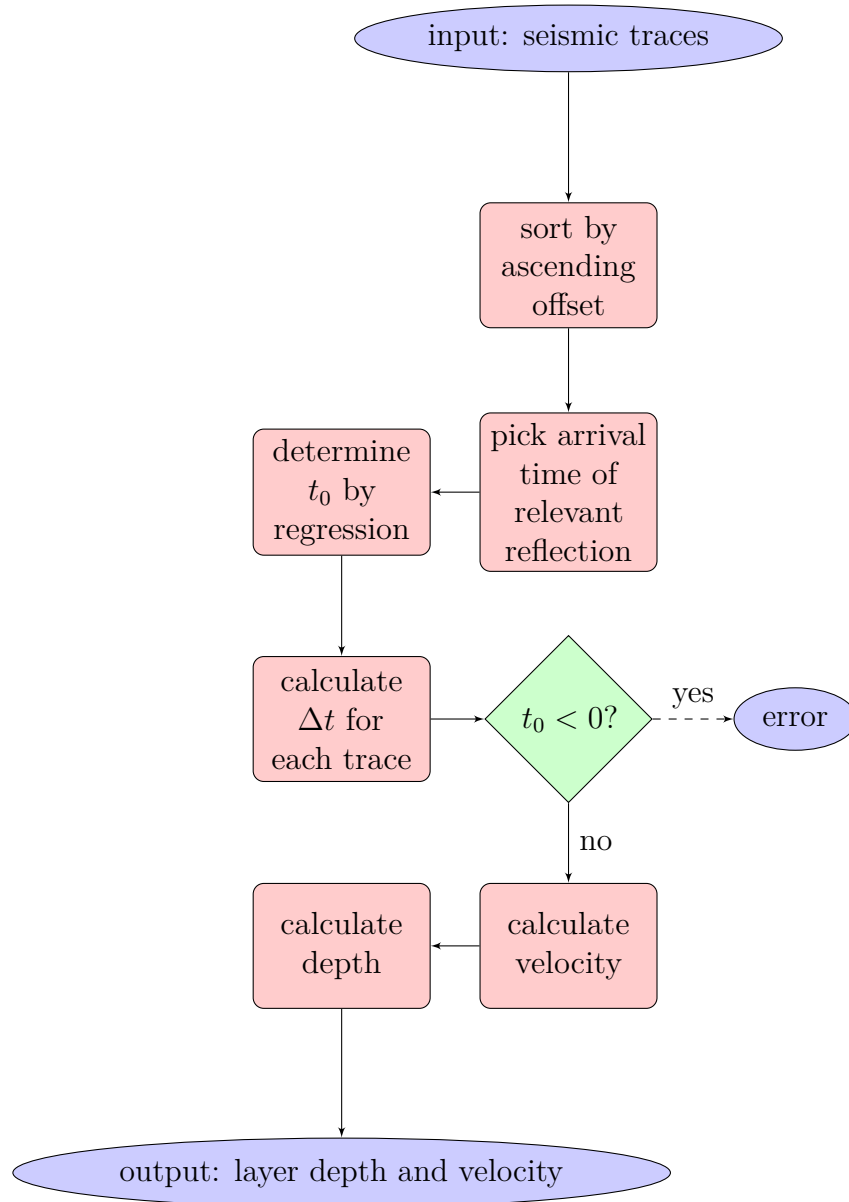 input: seismic traces
sort by
ascending
offset
pick arrival
time of
relevant
reflection
determine
t₀ by
regression
calculate
Δt for
each trace
t₀ < 0?
yes
error
no
calculate
velocity
calculate
depth
output: layer depth and velocity